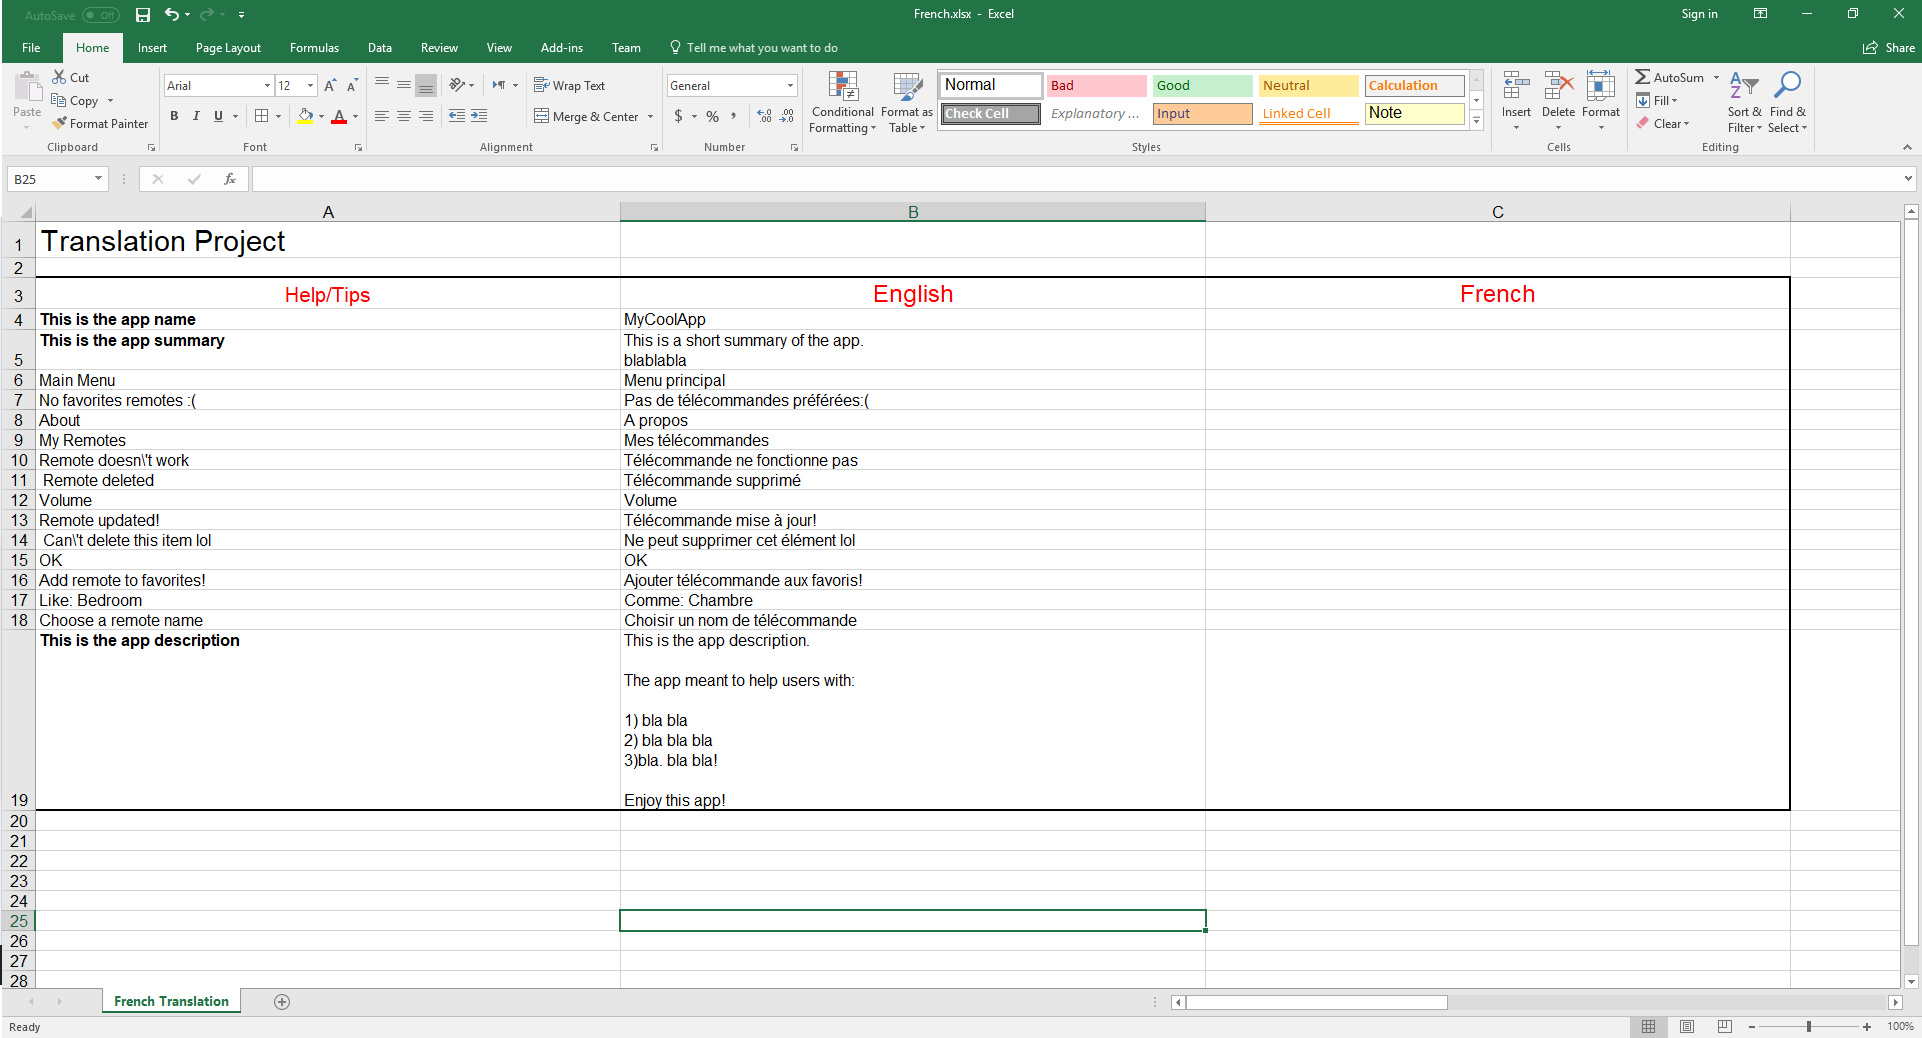 AutoSave Off
French.xlsx - Excel
Sign in
File Home Insert Page Layout Formulas Data Review View Add-ins Team Tell me what you want to do Share
Paste
Cut
Copy
Format Painter
Clipboard
Arial 12
B I U
Font
Wrap Text
Merge & Center
Alignment
General
$ % ,
Number
Conditional Formatting
Format as Table
Normal Bad Good Neutral Calculation
Check Cell Explanatory ... Input Linked Cell Note
Styles
Insert Delete Format
Cells
AutoSum
Fill
Clear
Sort & Filter
Find & Select
Editing
B25 fx
A B C
1 Translation Project
2
3 Help/Tips English French
4 This is the app name MyCoolApp
5 This is the app summary This is a short summary of the app.
blablabla
6 Main Menu Menu principal
7 No favorites remotes :( Pas de télécommandes préférées:(
8 About A propos
9 My Remotes Mes télécommandes
10 Remote doesn\'t work Télécommande ne fonctionne pas
11 Remote deleted Télécommande supprimé
12 Volume Volume
13 Remote updated! Télécommande mise à jour!
14 Can\'t delete this item lol Ne peut supprimer cet élément lol
15 OK OK
16 Add remote to favorites! Ajouter télécommande aux favoris!
17 Like: Bedroom Comme: Chambre
18 Choose a remote name Choisir un nom de télécommande
This is the app description This is the app description.
The app meant to help users with:
1) bla bla
2) bla bla bla
3)bla. bla bla!
19 Enjoy this app!
20
21
22
23
24
25
26
27
28
French Translation
Ready
100%